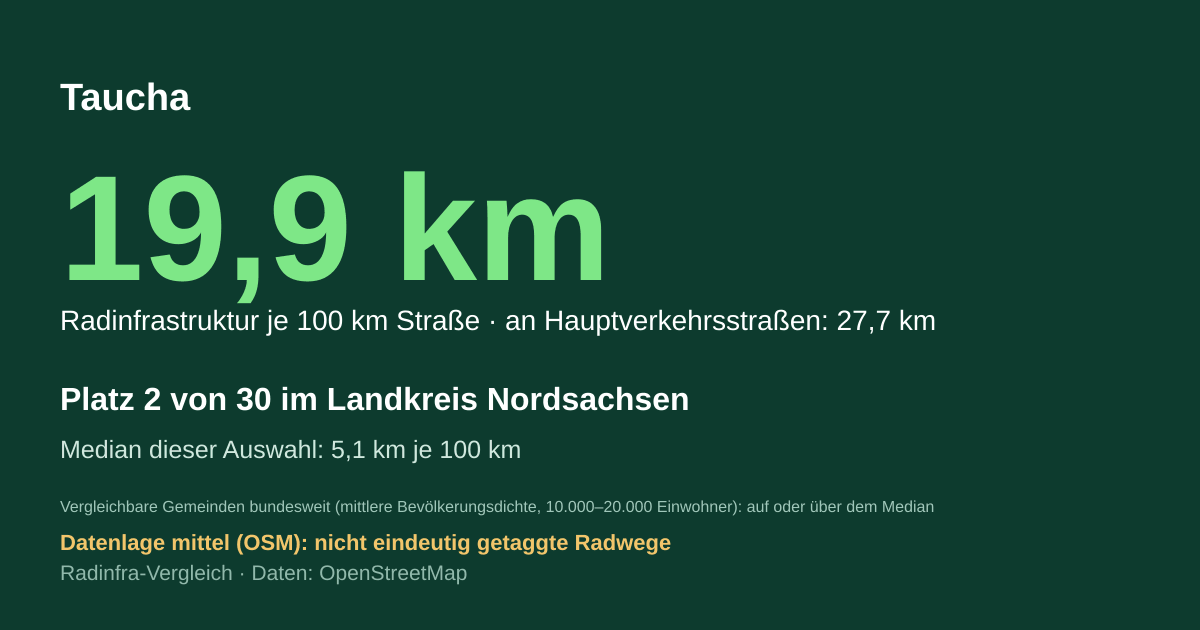 Taucha
19,9 km
Radinfrastruktur je 100 km Straße · an Hauptverkehrsstraßen: 27,7 km
Platz 2 von 30 im Landkreis Nordsachsen
Median dieser Auswahl: 5,1 km je 100 km
Vergleichbare Gemeinden bundesweit (mittlere Bevölkerungsdichte, 10.000–20.000 Einwohner): auf oder über dem Median
Datenlage mittel (OSM): nicht eindeutig getaggte Radwege
Radinfra-Vergleich · Daten: OpenStreetMap